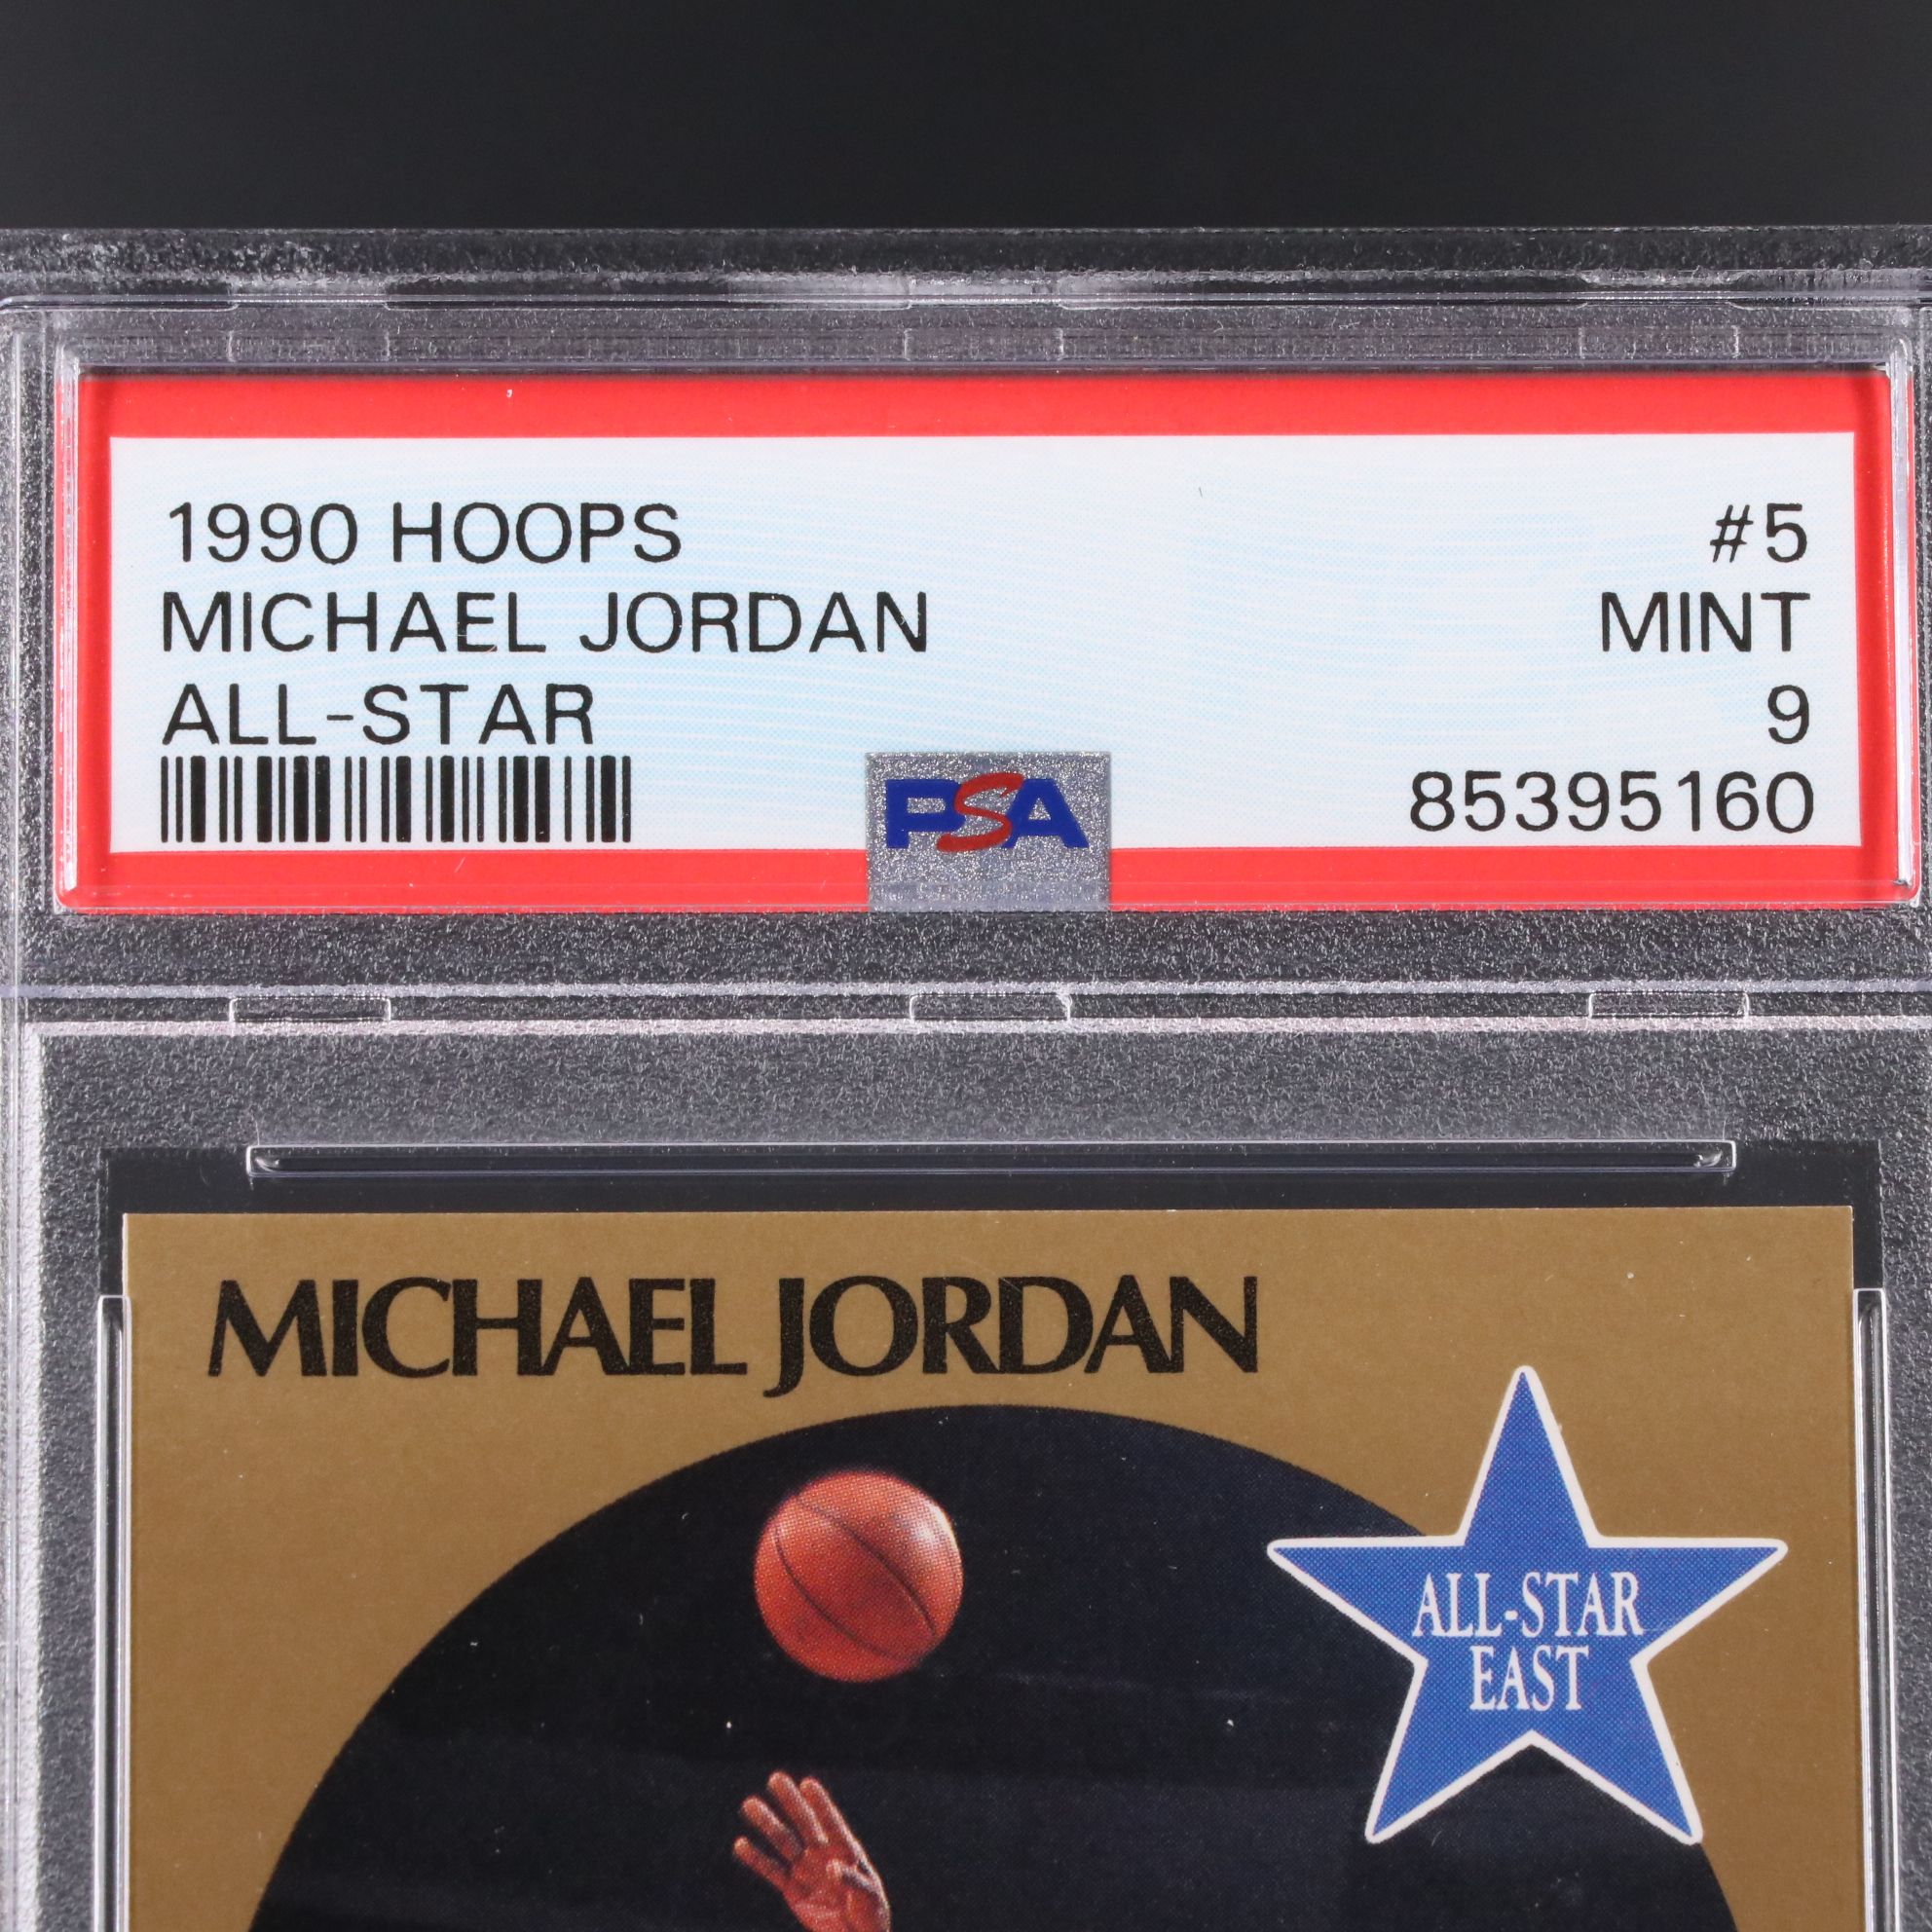 1990 HOOPS #5
MICHAEL JORDAN MINT
ALL-STAR 9
PSA 85395160
MICHAEL JORDAN
ALL-STAR
EAST